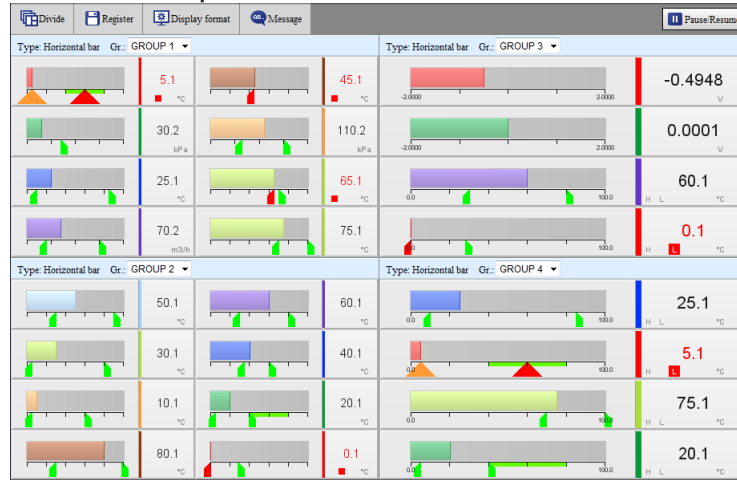 Divide Register Display format Message Pause/Resume
Type: Horizontal bar Gr.: GROUP 1
5.1 °C 45.1 °C
30.2 kPa 110.2 kPa
25.1 °C 65.1 °C
70.2 m3/h 75.1 °C
Type: Horizontal bar Gr.: GROUP 3
-2.0000 2.0000 -0.4948 V
-2.0000 2.0000 0.0001 V
0.0 100.0 60.1 H L °C
0.0 100.0 0.1 H L °C
Type: Horizontal bar Gr.: GROUP 2
50.1 °C 60.1 °C
30.1 °C 40.1 °C
10.1 °C 20.1 °C
80.1 °C 0.1 °C
Type: Horizontal bar Gr.: GROUP 4
0.0 100.0 25.1 H L °C
0.0 100.0 5.1 H L °C
0.0 100.0 75.1 H L °C
0.0 100.0 20.1 H L °C